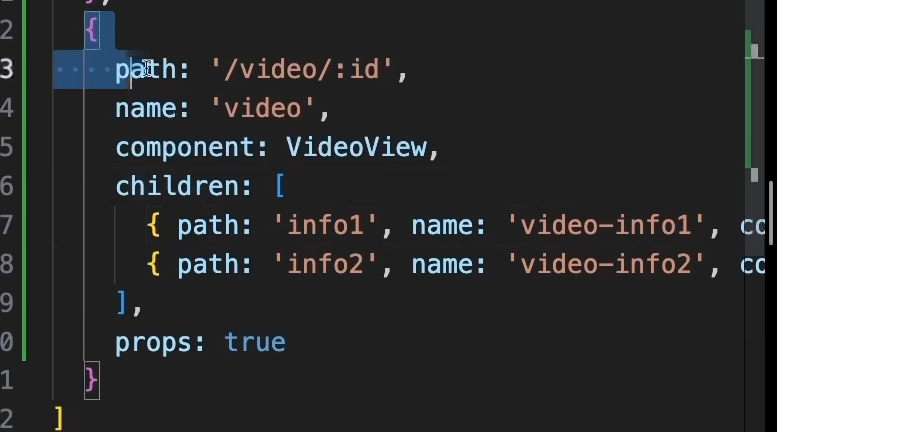 },
2 {
3 path: '/video/:id',
4 name: 'video',
5 component: VideoView,
6 children: [
7 { path: 'info1', name: 'video-info1', co
8 { path: 'info2', name: 'video-info2', co
9 ],
0 props: true
1 }
2 ]